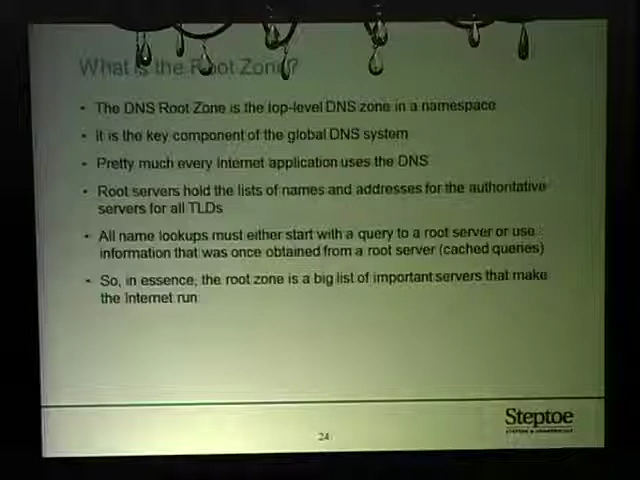 What is the Root Zone?
• The DNS Root Zone is the top-level DNS zone in a namespace
• It is the key component of the global DNS system
• Pretty much every Internet application uses the DNS
• Root servers hold the lists of names and addresses for the authoritative
servers for all TLDs
• All name lookups must either start with a query to a root server or use
information that was once obtained from a root server (cached queries)
• So, in essence, the root zone is a big list of important servers that make
the Internet run
Steptoe
24